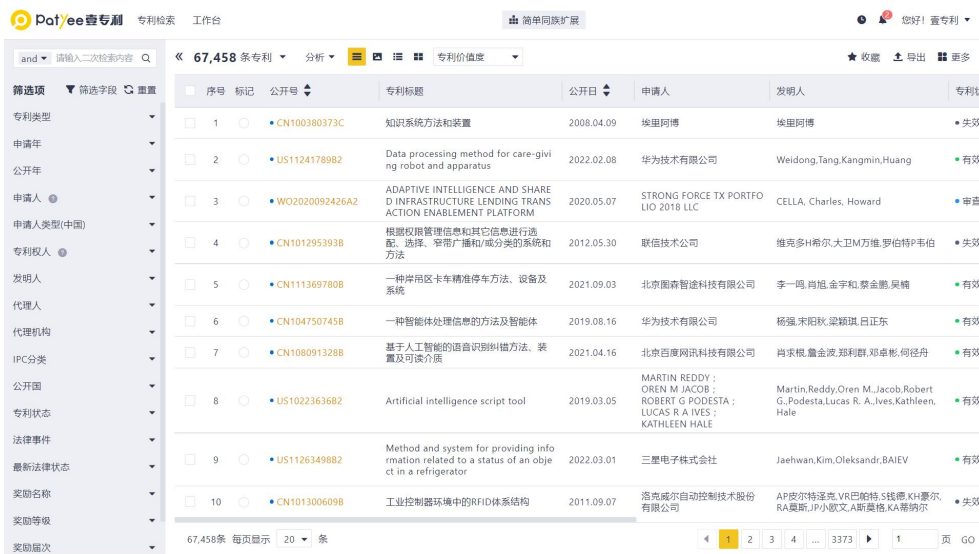 PatYee壹专利 专利检索 工作台 简单同族扩展 2 您好！壹专利
and 请输入二次检索内容 67,458 条专利 分析 专利价值度 收藏 导出 更多
筛选项 筛选字段 重置
序号 标记 公开号 专利标题 公开日 申请人 发明人 专利状
专利类型
申请年
公开年
申请人
申请人类型(中国)
专利权人
发明人
代理人
代理机构
IPC分类
公开国
专利状态
法律事件
最新法律状态
奖励名称
奖励等级
奖励届次
1 CN100380373C 知识系统方法和装置 2008.04.09 埃里阿博 埃里阿博 失效
2 US11241789B2 Data processing method for care-givi
ng robot and apparatus 2022.02.08 华为技术有限公司 Weidong,Tang,Kangmin,Huang 有效
3 WO2020092426A2 ADAPTIVE INTELLIGENCE AND SHARE
D INFRASTRUCTURE LENDING TRANS
ACTION ENABLEMENT PLATFORM 2020.05.07 STRONG FORCE TX PORTFO
LIO 2018 LLC CELLA, Charles, Howard 审查
4 CN101295393B 根据权限管理信息和其它信息进行选
配、选择、窄带广播和/或分类的系统和
方法 2012.05.30 联信技术公司 维克多H希尔,大卫M万维,罗伯特P韦伯 失效
5 CN111369780B 一种岸吊区卡车精准停车方法、设备及
系统 2021.09.03 北京图森智途科技有限公司 李一鸣,肖旭,金宇和,蔡金鹏,吴楠 有效
6 CN104750745B 一种智能体处理信息的方法及智能体 2019.08.16 华为技术有限公司 杨强,宋阳秋,梁颖琪,吕正东 有效
7 CN108091328B 基于人工智能的语音识别纠错方法、装
置及可读介质 2021.04.16 北京百度网讯科技有限公司 肖求根,詹金波,郑利群,邓卓彬,何径舟 有效
8 US10223636B2 Artificial intelligence script tool 2019.03.05 MARTIN REDDY ;
OREN M JACOB ;
ROBERT G PODESTA ;
LUCAS R A IVES ;
KATHLEEN HALE
Martin,Reddy,Oren M.,Jacob,Robert
G.,Podesta,Lucas R. A.,Ives,Kathleen,
Hale 有效
9 US11263498B2 Method and system for providing info
rmation related to a status of an obje
ct in a refrigerator 2022.03.01 三星电子株式会社 Jaehwan,Kim,Oleksandr,BAIEV 有效
10 CN101300609B 工业控制器环境中的RFID体系结构 2011.09.07 洛克威尔自动控制技术股份
有限公司 AP皮尔特泽克,VR巴帕特,S钱德,KH豪尔,
RA莫斯,JP小欧文,A斯莫格,KA蒂纳尔 失效
67,458条 每页显示 20 条 1 2 3 4 ... 3373 1 页 GO